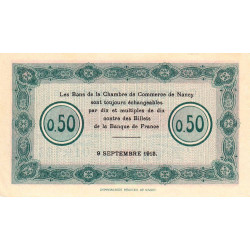 Les Bons de la Chambre de Commerce de Nancy
sont toujours échangeables
par dix et multiples de dix
contre des Billets
de la Banque de France
0.50
0.50
9 SEPTEMBRE 1918.